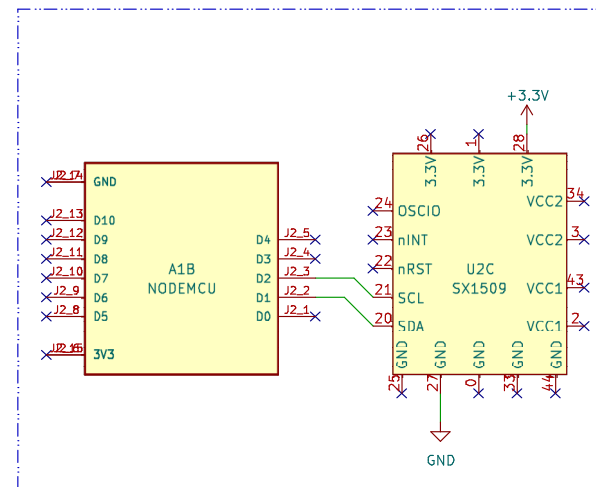 +3.3V
26
1
28
3.3V
3.3V
3.3V
GND
D10
D9
D8
D7
D6
D5
3V3
J2_13
J2_12
J2_11
J2_10
J2_9
J2_8
A1B
NODEMCU
D4
D3
D2
D1
D0
J2_5
J2_4
J2_3
J2_2
J2_1
24
23
22
21
20
OSCIO
nINT
nRST
SCL
SDA
U2C
SX1509
VCC2
VCC2
VCC1
VCC1
34
3
43
2
GND
GND
GND
GND
GND
25
27
0
33
44
GND